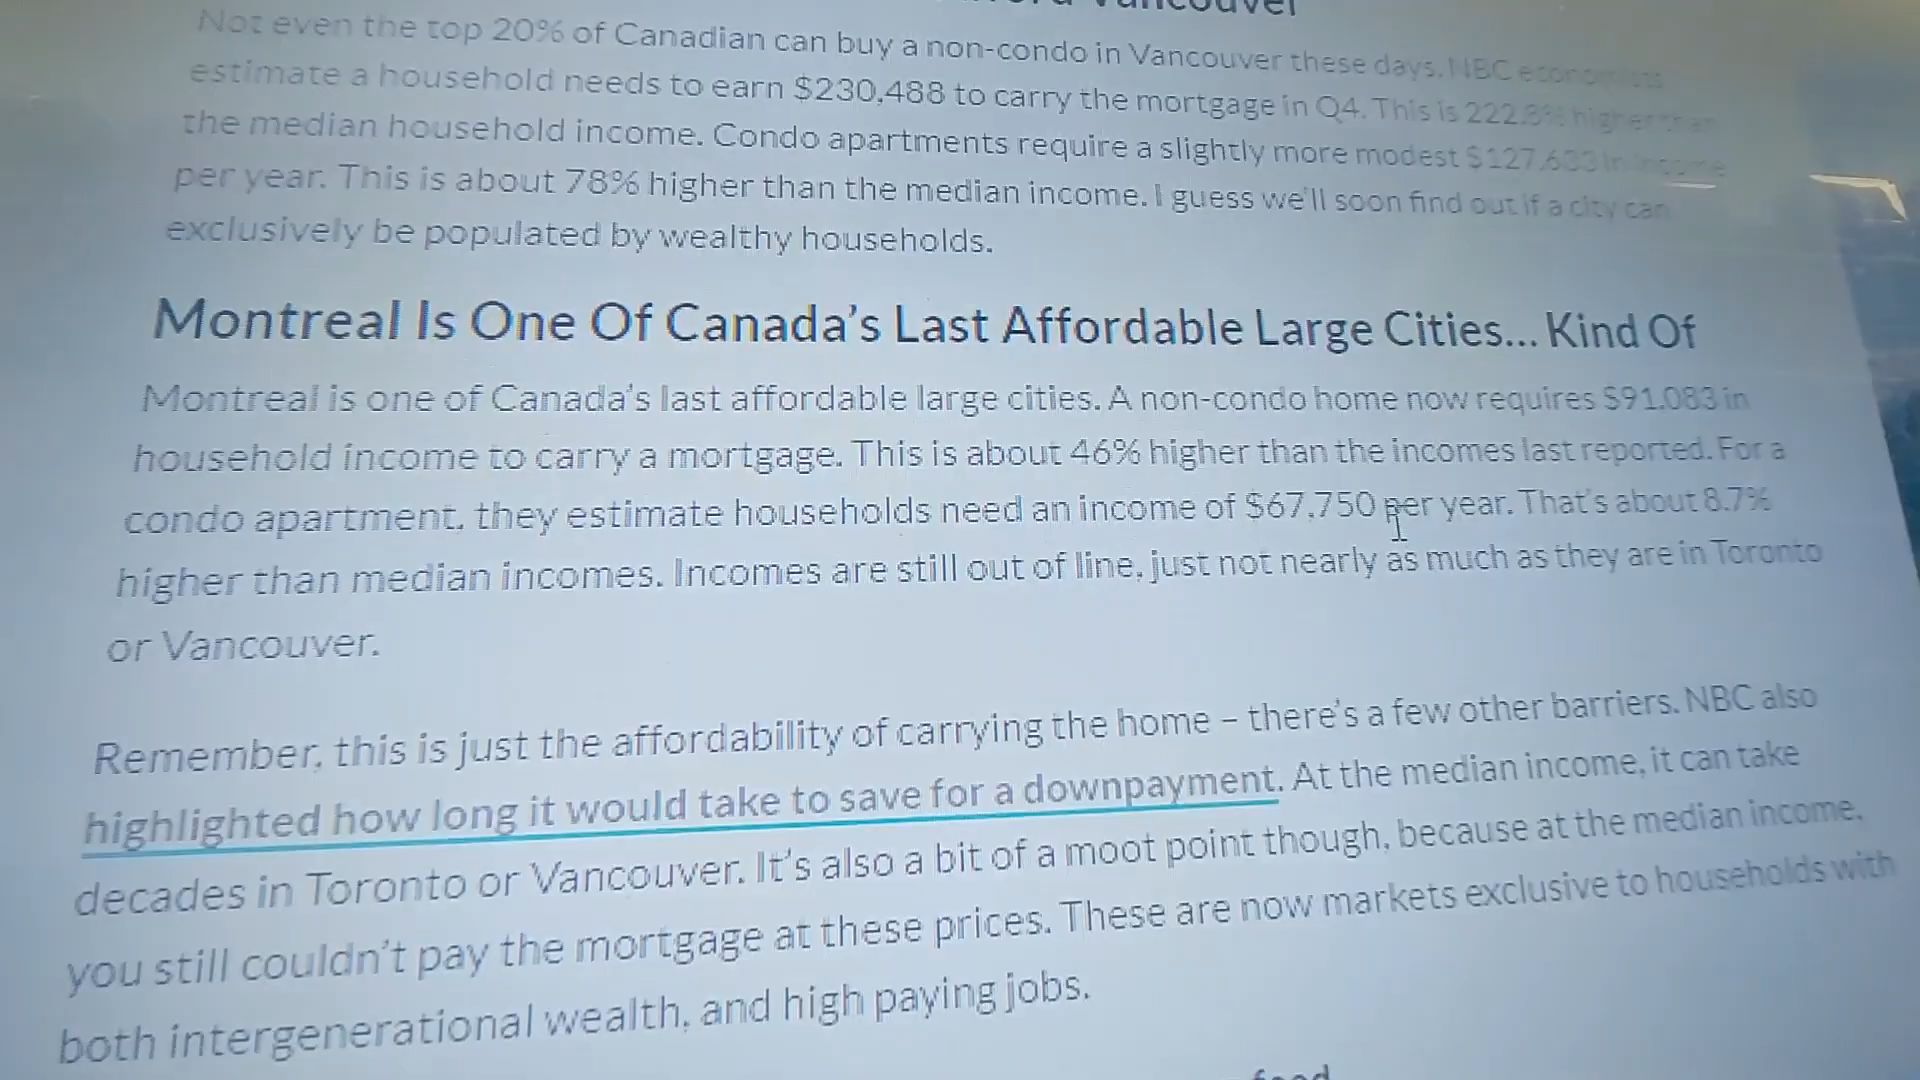 Vancouver
Not even the top 20% of Canadian can buy a non-condo in Vancouver these days. NBC economists
estimate a household needs to earn $230,488 to carry the mortgage in Q4. This is 222.8% higher than
the median household income. Condo apartments require a slightly more modest $127,633 in income
per year. This is about 78% higher than the median income. I guess we'll soon find out if a city can
exclusively be populated by wealthy households.
Montreal Is One Of Canada's Last Affordable Large Cities... Kind Of
Montreal is one of Canada's last affordable large cities. A non-condo home now requires $91,083 in
household income to carry a mortgage. This is about 46% higher than the incomes last reported. For a
condo apartment, they estimate households need an income of $67,750 per year. That's about 8.7%
higher than median incomes. Incomes are still out of line, just not nearly as much as they are in Toronto
or Vancouver.
Remember, this is just the affordability of carrying the home – there's a few other barriers. NBC also
highlighted how long it would take to save for a downpayment. At the median income, it can take
decades in Toronto or Vancouver. It's also a bit of a moot point though, because at the median income,
you still couldn't pay the mortgage at these prices. These are now markets exclusive to households with
both intergenerational wealth, and high paying jobs.